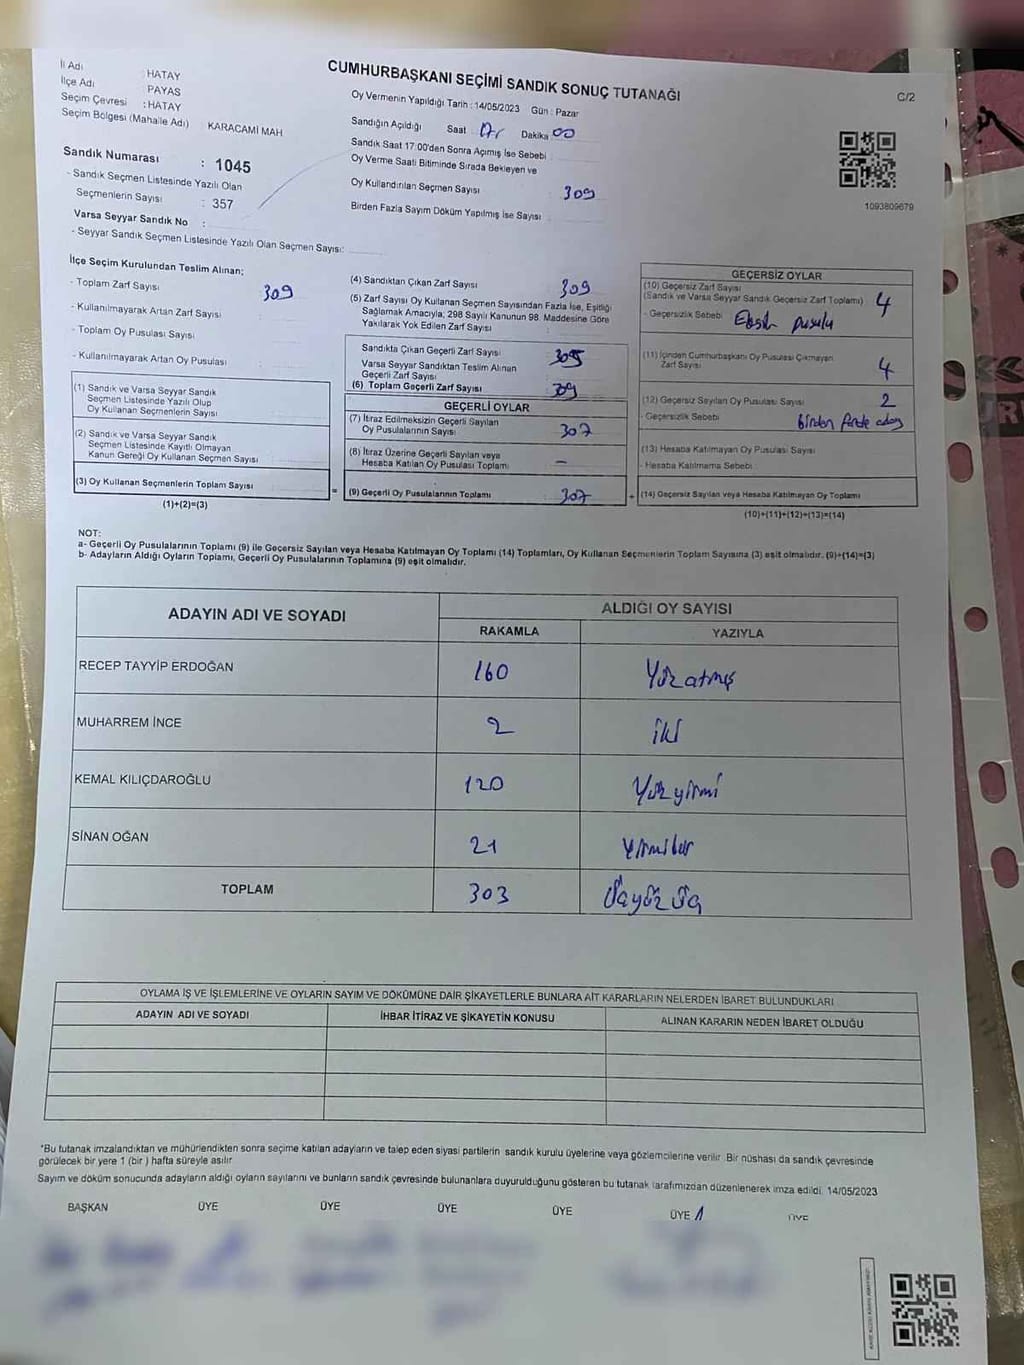 CUMHURBAŞKANI SEÇİMİ SANDIK SONUÇ TUTANAĞI
C/2
İl Adı : HATAY
İlçe Adı PAYAS
Seçim Çevresi : HATAY
Seçim Bölgesi (Mahalle Adı) KARACAMİ MAH
Sandık Numarası : 1045
- Sandık Seçmen Listesinde Yazılı Olan
Seçmenlerin Sayısı : 357
Varsa Seyyar Sandık No :
- Seyyar Sandık Seçmen Listesinde Yazılı Olan Seçmen Sayısı:
Oy Vermenin Yapıldığı Tarih : 14/05/2023 Gün : Pazar
Sandığın Açıldığı Saat 17 Dakika 00
Sandık Saat 17:00'den Sonra Açımış İse Sebebi
Oy Verme Saati Bitiminde Sırada Bekleyen ve
Oy Kullandırılan Seçmen Sayısı 309
Birden Fazla Sayım Döküm Yapılmış İse Sayısı
1093809679
İlçe Seçim Kurulundan Teslim Alınan;
- Toplam Zarf Sayısı 309
- Kullanılmayarak Artan Zarf Sayısı
- Toplam Oy Pusulası Sayısı
- Kullanılmayarak Artan Oy Pusulası
(1) Sandık ve Varsa Seyyar Sandık
Seçmen Listesinde Yazılı Olup
Oy Kullanan Seçmenlerin Sayısı
(2) Sandık ve Varsa Seyyar Sandık
Seçmen Listesinde Kayıtlı Olmayan
Kanun Gereği Oy Kullanan Seçmen Sayısı
(3) Oy Kullanan Seçmenlerin Toplam Sayısı
(1)+(2)=(3)
(4) Sandıktan Çıkan Zarf Sayısı 309
(5) Zarf Sayısı Oy Kullanan Seçmen Sayısından Fazla İse, Eşitliği
Sağlamak Amacıyla; 298 Sayılı Kanunun 98. Maddesine Göre
Yakılarak Yok Edilen Zarf Sayısı
Sandıkta Çıkan Geçerli Zarf Sayısı 305
Varsa Seyyar Sandıktan Teslim Alınan
Geçerli Zarf Sayısı
(6) Toplam Geçerli Zarf Sayısı 309
GEÇERLİ OYLAR
(7) İtiraz Edilmeksizin Geçerli Sayılan
Oy Pusulalarının Sayısı 307
(8) İtiraz Üzerine Geçerli Sayılan veya
Hesaba Katılan Oy Pusulası Toplamı –
=
(9) Geçerli Oy Pusulalarının Toplamı 307
+
GEÇERSİZ OYLAR
(10) Geçersiz Zarf Sayısı
(Sandık ve Varsa Seyyar Sandık Geçersiz Zarf Toplamı) 4
- Geçersizlik Sebebi Eksik pusula
(11) İçinden Cumhurbaşkanı Oy Pusulası Çıkmayan
Zarf Sayısı 4
(12) Geçersiz Sayılan Oy Pusulası Sayısı 2
- Geçersizlik Sebebi birden fazla aday
(13) Hesaba Katılmayan Oy Pusulası Sayısı
- Hesaba Katılmama Sebebi
(14) Geçersiz Sayılan veya Hesaba Katılmayan Oy Toplamı
(10)+(11)+(12)+(13)=(14)
NOT:
a- Geçerli Oy Pusulalarının Toplamı (9) ile Geçersiz Sayılan veya Hesaba Katılmayan Oy Toplamı (14) Toplamları, Oy Kullanan Seçmenlerin Toplam Sayısına (3) eşit olmalıdır. (9)+(14)=(3)
b- Adayların Aldığı Oyların Toplamı, Geçerli Oy Pusulalarının Toplamına (9) eşit olmalıdır.
ADAYIN ADI VE SOYADI ALDIĞI OY SAYISI
RAKAMLA YAZIYLA
RECEP TAYYİP ERDOĞAN 160 Yüzatmış
MUHARREM İNCE 2 iki
KEMAL KILIÇDAROĞLU 120 Yüzyirmi
SİNAN OĞAN 21 Yirmibir
TOPLAM 303 Üçyüz üç
OYLAMA İŞ VE İŞLEMLERİNE VE OYLARIN SAYIM VE DÖKÜMÜNE DAİR ŞİKAYETLERLE BUNLARA AİT KARARLARIN NELERDEN İBARET BULUNDUKLARI
ADAYIN ADI VE SOYADI İHBAR İTİRAZ VE ŞİKAYETİN KONUSU ALINAN KARARIN NEDEN İBARET OLDUĞU
*Bu tutanak imzalandıktan ve mühürlendikten sonra seçime katılan adayların ve talep eden siyasi partilerin sandık kurulu üyelerine veya gözlemcilerine verilir. Bir nüshası da sandık çevresinde
görülecek bir yere 1 (bir ) hafta süreyle asılır
Sayım ve döküm sonucunda adayların aldığı oyların sayılarını ve bunların sandık çevresinde bulunanlara duyurulduğunu gösteren bu tutanak tarafımızdan düzenlenerek imza edildi. 14/05/2023
BAŞKAN ÜYE ÜYE ÜYE ÜYE ÜYE ÜYE